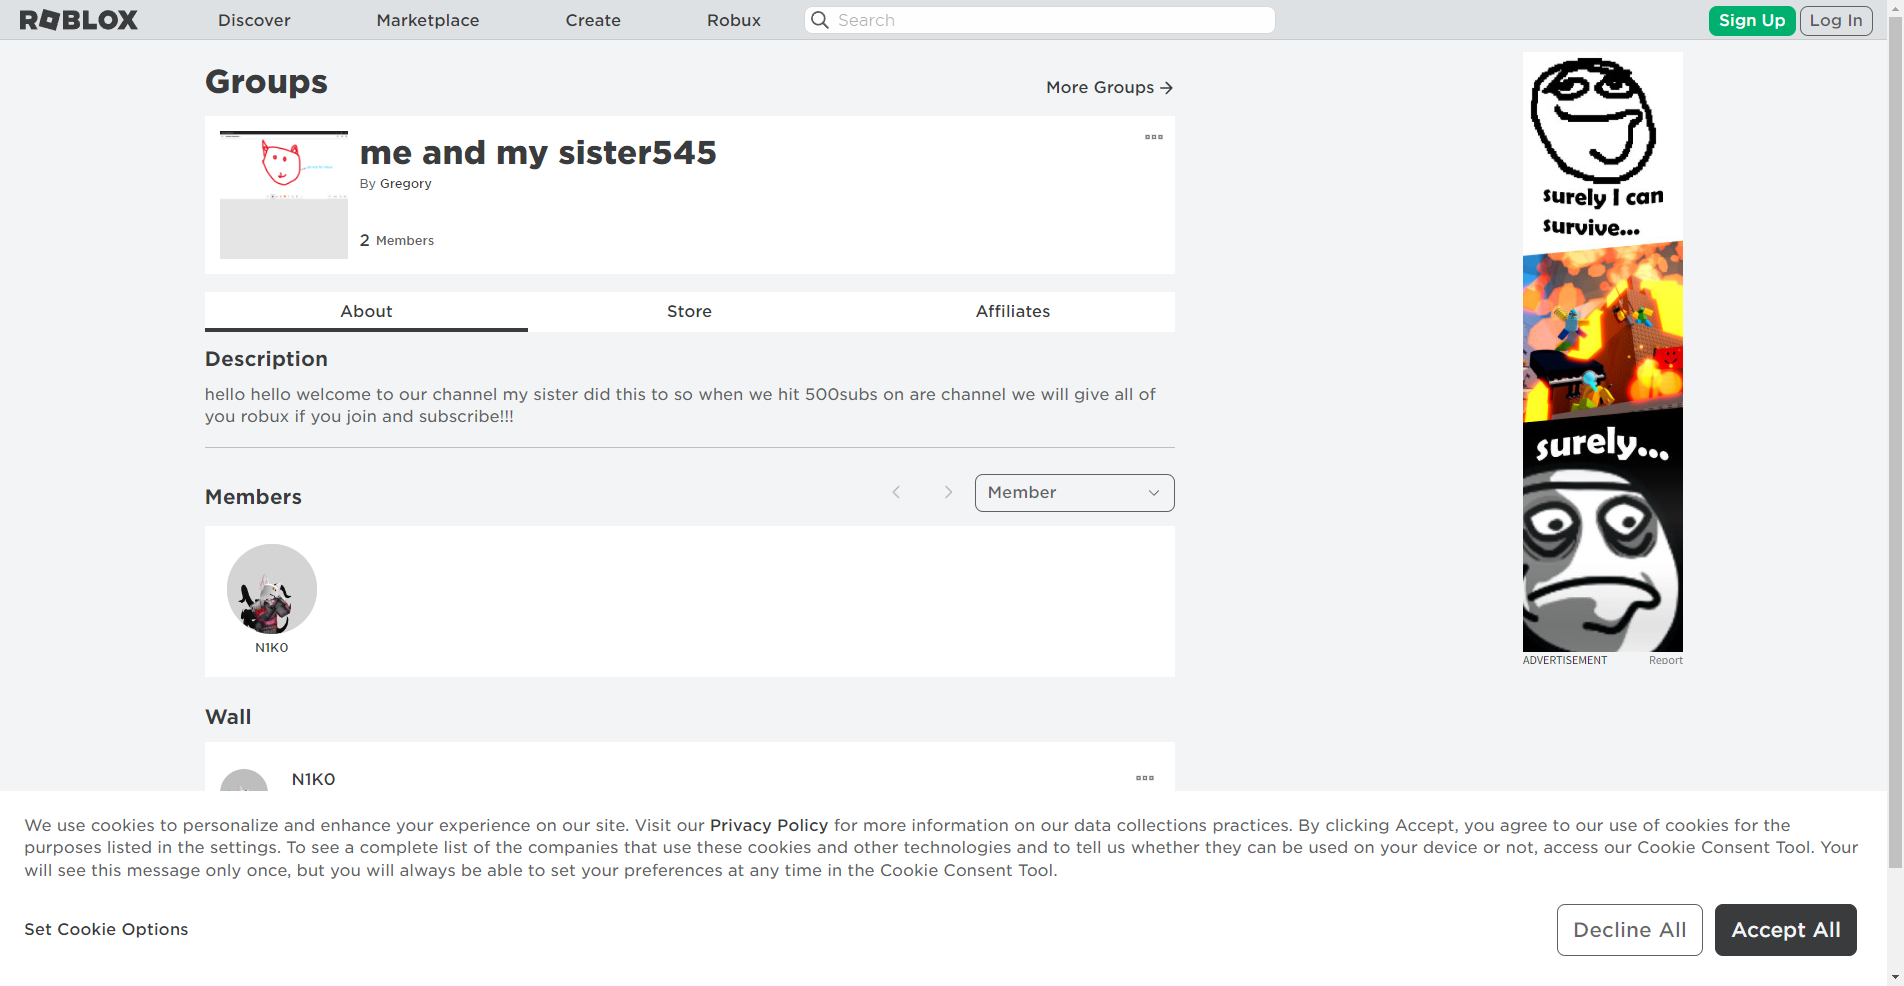 ROBLOX
Discover
Marketplace
Create
Robux
Search
Sign Up
Log In
Groups
More Groups
me and my sister545
By Gregory
2 Members
About
Store
Affiliates
Description
hello hello welcome to our channel my sister did this to so when we hit 500subs on are channel we will give all of
you robux if you join and subscribe!!!
Members
Member
N1K0
Wall
N1K0
surely I can
survive...
surely...
ADVERTISEMENT
Report
We use cookies to personalize and enhance your experience on our site. Visit our Privacy Policy for more information on our data collections practices. By clicking Accept, you agree to our use of cookies for the
purposes listed in the settings. To see a complete list of the companies that use these cookies and other technologies and to tell us whether they can be used on your device or not, access our Cookie Consent Tool. Your
will see this message only once, but you will always be able to set your preferences at any time in the Cookie Consent Tool.
Set Cookie Options
Decline All
Accept All